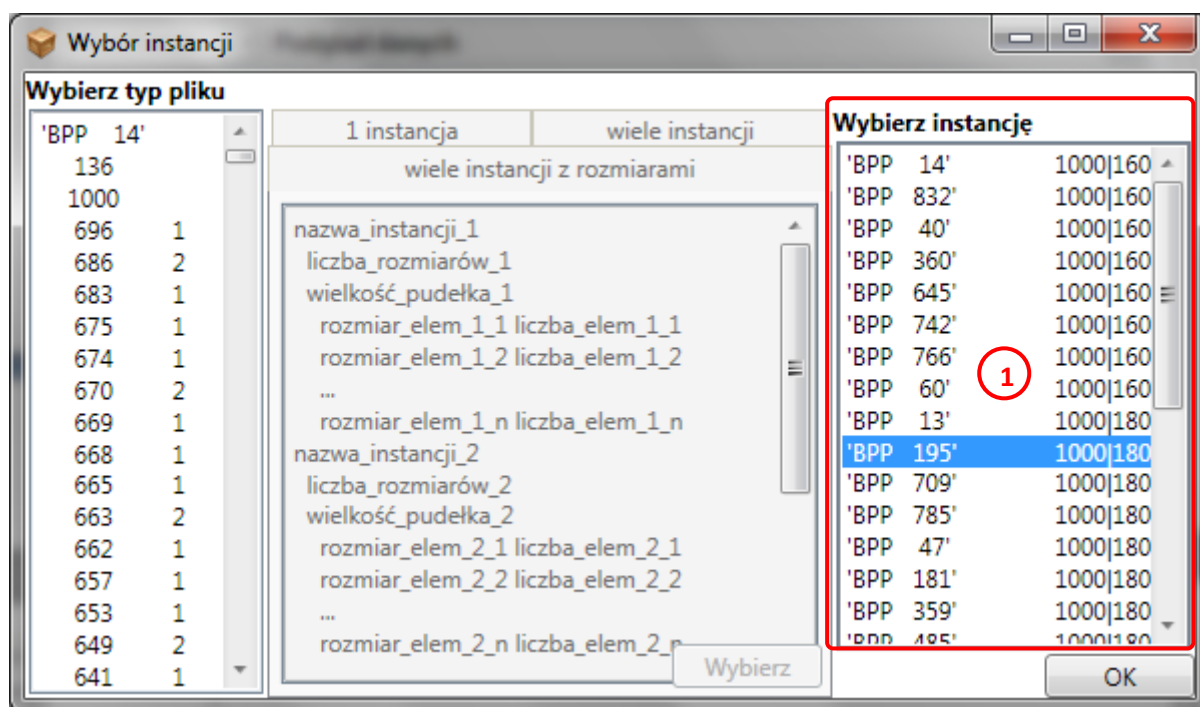 Wybór instancji
Wybierz typ pliku
'BPP 14'
136
1000
696 1
686 2
683 1
675 1
674 1
670 2
669 1
668 1
665 1
663 2
662 1
657 1
653 1
649 2
641 1
1 instancja wiele instancji
wiele instancji z rozmiarami
nazwa_instancji_1
liczba_rozmiarów_1
wielkość_pudełka_1
rozmiar_elem_1_1 liczba_elem_1_1
rozmiar_elem_1_2 liczba_elem_1_2
...
rozmiar_elem_1_n liczba_elem_1_n
nazwa_instancji_2
liczba_rozmiarów_2
wielkość_pudełka_2
rozmiar_elem_2_1 liczba_elem_2_1
rozmiar_elem_2_2 liczba_elem_2_2
...
rozmiar_elem_2_n liczba_elem_2_n
Wybierz
Wybierz instancję
'BPP 14' 1000|160
'BPP 832' 1000|160
'BPP 40' 1000|160
'BPP 360' 1000|160
'BPP 645' 1000|160
'BPP 742' 1000|160
'BPP 766' 1000|160
'BPP 60' 1000|160
'BPP 13' 1000|180
'BPP 195' 1000|180
'BPP 709' 1000|180
'BPP 785' 1000|180
'BPP 47' 1000|180
'BPP 181' 1000|180
'BPP 359' 1000|180
'BPP 485' 1000|180
1
OK